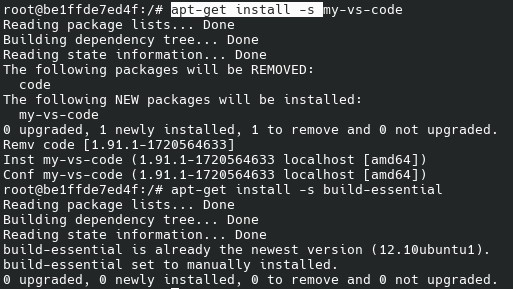 root@be1ffde7ed4f:/# apt-get install -s my-vs-code
Reading package lists... Done
Building dependency tree... Done
Reading state information... Done
The following packages will be REMOVED:
  code
The following NEW packages will be installed:
  my-vs-code
0 upgraded, 1 newly installed, 1 to remove and 0 not upgraded.
Remv code [1.91.1-1720564633]
Inst my-vs-code (1.91.1-1720564633 localhost [amd64])
Conf my-vs-code (1.91.1-1720564633 localhost [amd64])
root@be1ffde7ed4f:/# apt-get install -s build-essential
Reading package lists... Done
Building dependency tree... Done
Reading state information... Done
build-essential is already the newest version (12.10ubuntu1).
build-essential set to manually installed.
0 upgraded, 0 newly installed, 0 to remove and 0 not upgraded.